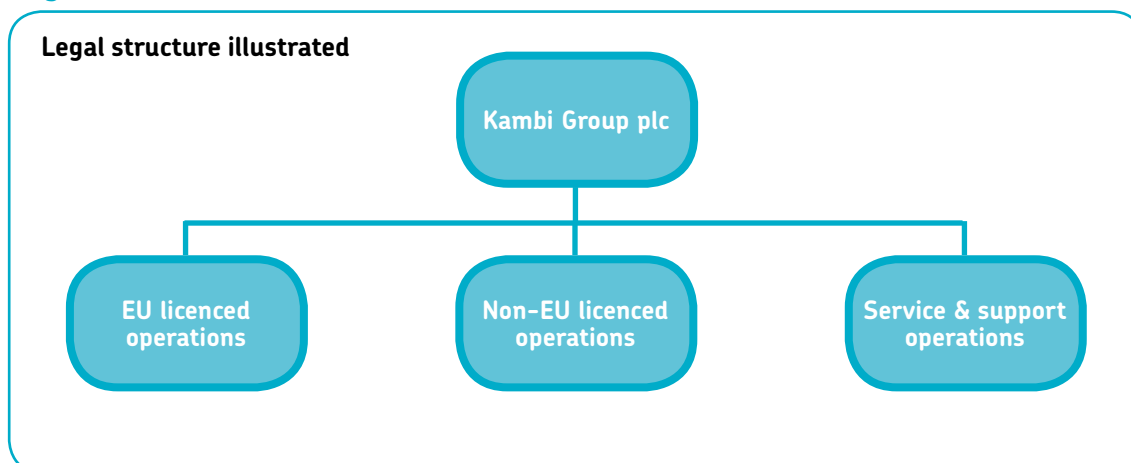 Legal structure illustrated
Kambi Group plc
EU licenced
operations
Non-EU licenced
operations
Service & support
operations